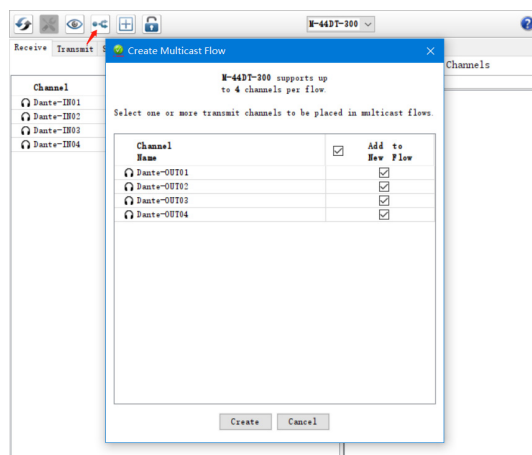 M-44DT-300
Receive Transmit S
Create Multicast Flow
Channels
M-44DT-300 supports up
to 4 channels per flow.
Select one or more transmit channels to be placed in multicast flows.
Channel
Dante-IN01
Dante-IN02
Dante-IN03
Dante-IN04
Channel
Name
Add to
New Flow
Dante-OUT01
Dante-OUT02
Dante-OUT03
Dante-OUT04
Create Cancel